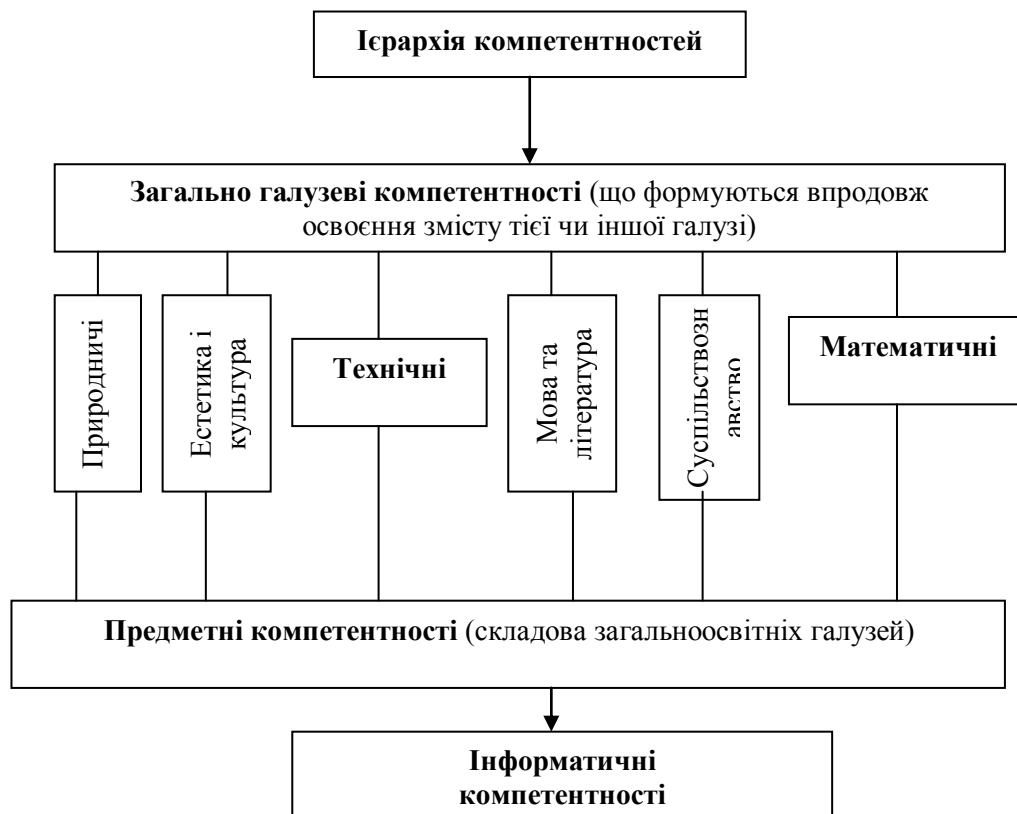 Ієрархія компетентностей
Загально галузеві компетентності (що формуються впродовж
освоєння змісту тієї чи іншої галузі)
Природничі
Естетика і
культура
Технічні
Мова та
література
Суспільствозн
авство
Математичні
Предметні компетентності (складова загальноосвітніх галузей)
Інформатичні
компетентності